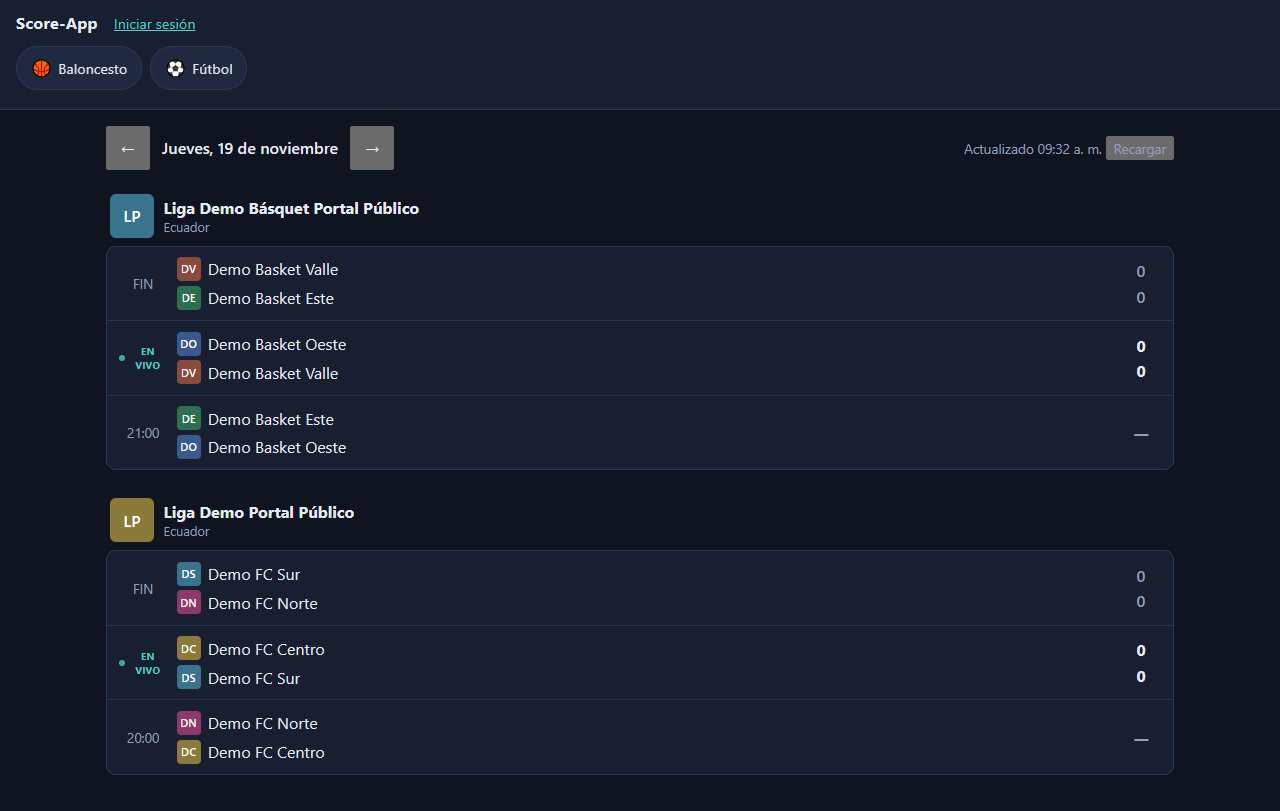 Score-App Iniciar sesión
Baloncesto Fútbol
← Jueves, 19 de noviembre → Actualizado 09:32 a. m. Recargar
LP Liga Demo Básquet Portal Público
Ecuador
FIN
DV Demo Basket Valle 0
DE Demo Basket Este 0
EN VIVO
DO Demo Basket Oeste 0
DV Demo Basket Valle 0
21:00
DE Demo Basket Este
DO Demo Basket Oeste
—
LP Liga Demo Portal Público
Ecuador
FIN
DS Demo FC Sur 0
DN Demo FC Norte 0
EN VIVO
DC Demo FC Centro 0
DS Demo FC Sur 0
20:00
DN Demo FC Norte
DC Demo FC Centro
—